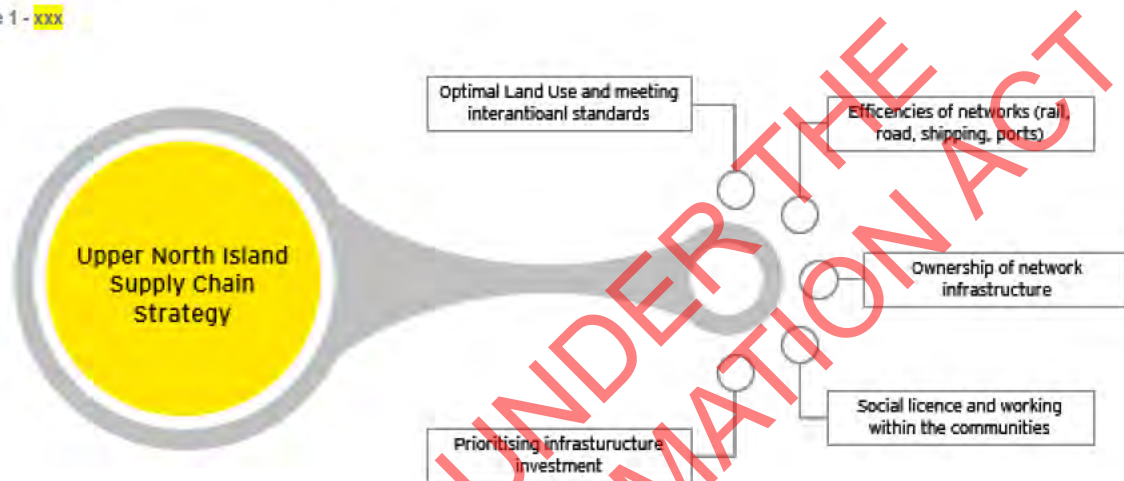 e 1 - xxx
Optimal Land Use and meeting
interantioanl standards
Efficencies of networks (rail,
road, shipping, ports)
Upper North Island
Supply Chain
Strategy
Ownership of network
infrastructure
Social licence and working
within the communities
Prioritising infrasturucture
investment
UNDER THE
MATION ACT